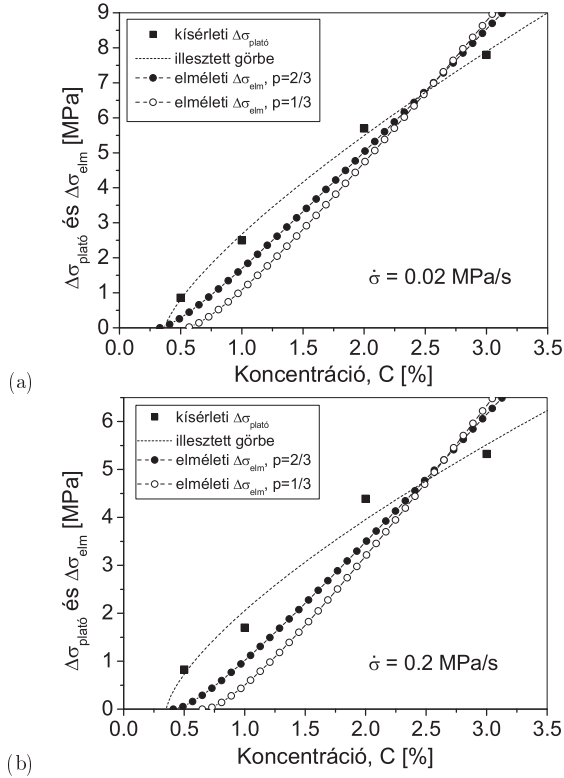 9
8
7
6
5
4
3
2
1
0
Δσplató és Δσelm [MPa]
kísérleti Δσplató
illesztett görbe
elméleti Δσelm, p=2/3
elméleti Δσelm, p=1/3
σ̇ = 0.02 MPa/s
0.0 0.5 1.0 1.5 2.0 2.5 3.0 3.5
Koncentráció, C [%]
(a)
6
5
4
3
2
1
0
Δσplató és Δσelm [MPa]
kísérleti Δσplató
illesztett görbe
elméleti Δσelm, p=2/3
elméleti Δσelm, p=1/3
σ̇ = 0.2 MPa/s
0.0 0.5 1.0 1.5 2.0 2.5 3.0 3.5
Koncentráció, C [%]
(b)